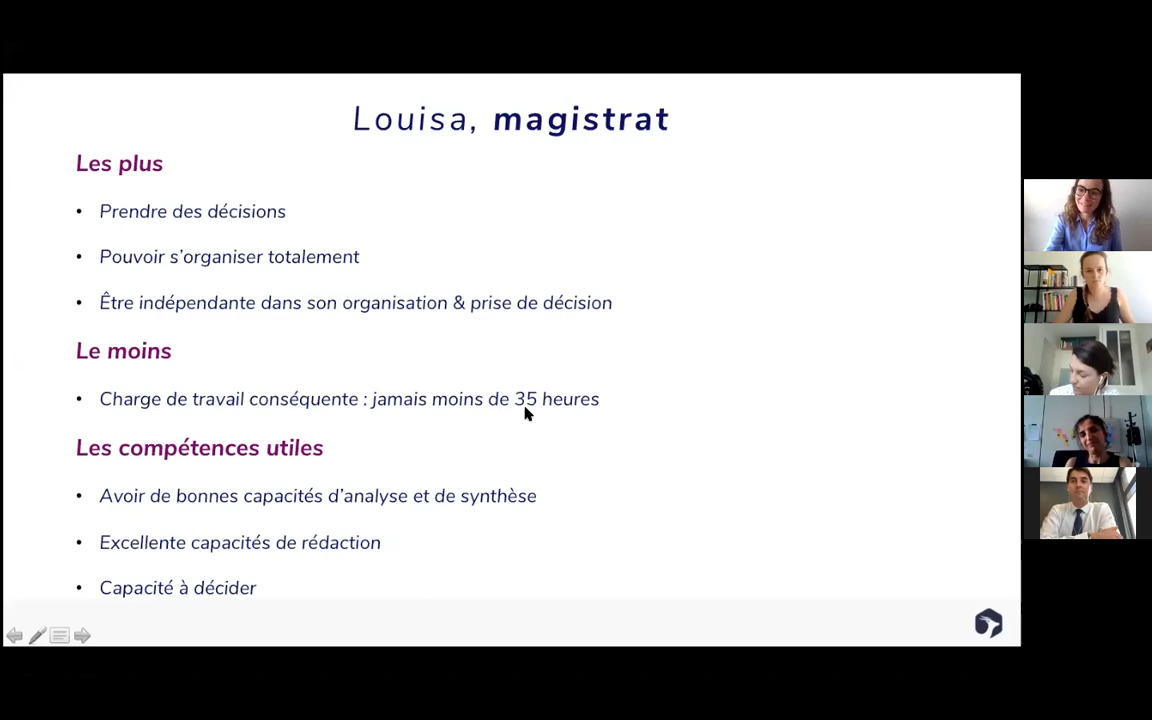 Louisa, magistrat
Les plus
• Prendre des décisions
• Pouvoir s’organiser totalement
• Être indépendante dans son organisation & prise de décision
Le moins
• Charge de travail conséquente : jamais moins de 35 heures
Les compétences utiles
• Avoir de bonnes capacités d’analyse et de synthèse
• Excellente capacités de rédaction
• Capacité à décider